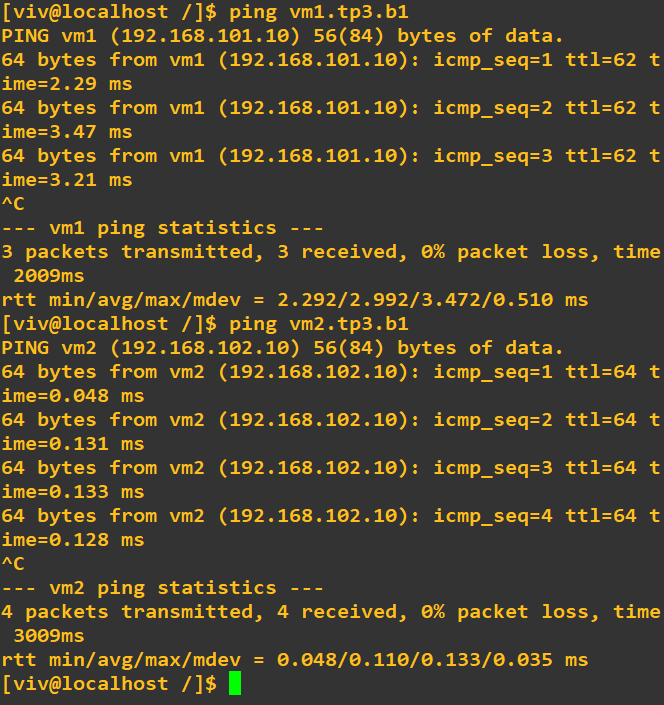 [viv@localhost /]$ ping vm1.tp3.b1
PING vm1 (192.168.101.10) 56(84) bytes of data.
64 bytes from vm1 (192.168.101.10): icmp_seq=1 ttl=62 t
ime=2.29 ms
64 bytes from vm1 (192.168.101.10): icmp_seq=2 ttl=62 t
ime=3.47 ms
64 bytes from vm1 (192.168.101.10): icmp_seq=3 ttl=62 t
ime=3.21 ms
^C
--- vm1 ping statistics ---
3 packets transmitted, 3 received, 0% packet loss, time
 2009ms
rtt min/avg/max/mdev = 2.292/2.992/3.472/0.510 ms
[viv@localhost /]$ ping vm2.tp3.b1
PING vm2 (192.168.102.10) 56(84) bytes of data.
64 bytes from vm2 (192.168.102.10): icmp_seq=1 ttl=64 t
ime=0.048 ms
64 bytes from vm2 (192.168.102.10): icmp_seq=2 ttl=64 t
ime=0.131 ms
64 bytes from vm2 (192.168.102.10): icmp_seq=3 ttl=64 t
ime=0.133 ms
64 bytes from vm2 (192.168.102.10): icmp_seq=4 ttl=64 t
ime=0.128 ms
^C
--- vm2 ping statistics ---
4 packets transmitted, 4 received, 0% packet loss, time
 3009ms
rtt min/avg/max/mdev = 0.048/0.110/0.133/0.035 ms
[viv@localhost /]$